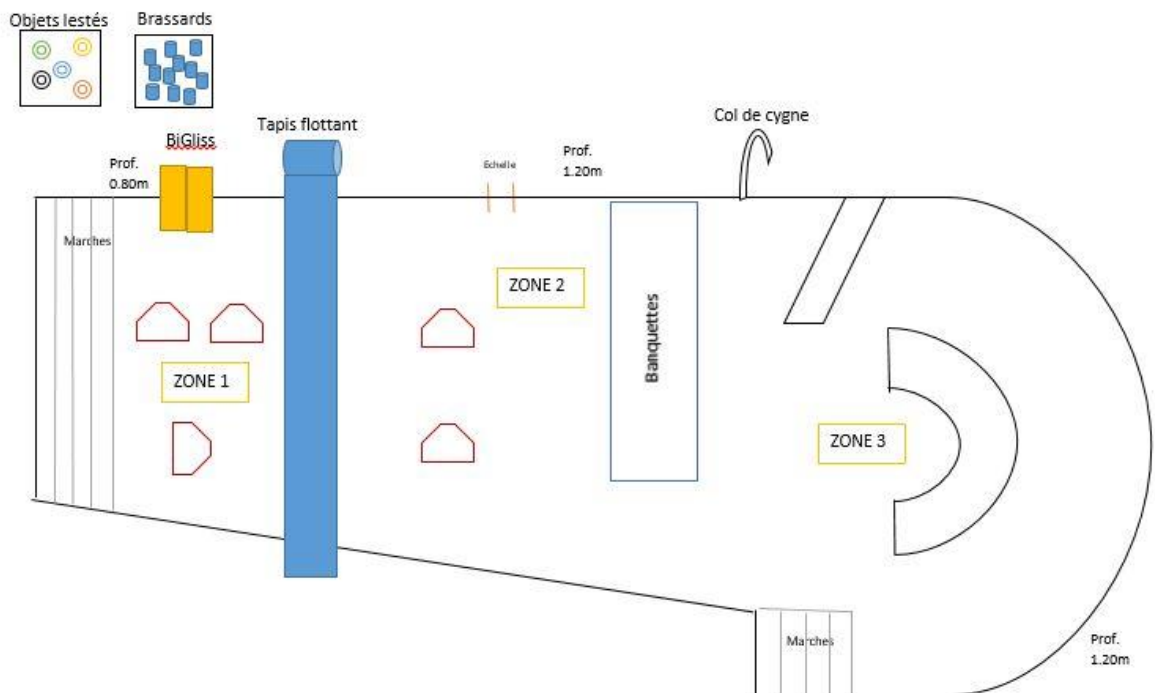 Objets lestés
Brassards
BiGliss
Tapis flottant
Col de cygne
Prof.
0.80m
Echelle
Prof.
1.20m
Marches
ZONE 2
ZONE 1
Banquettes
ZONE 3
Marches
Prof.
1.20m